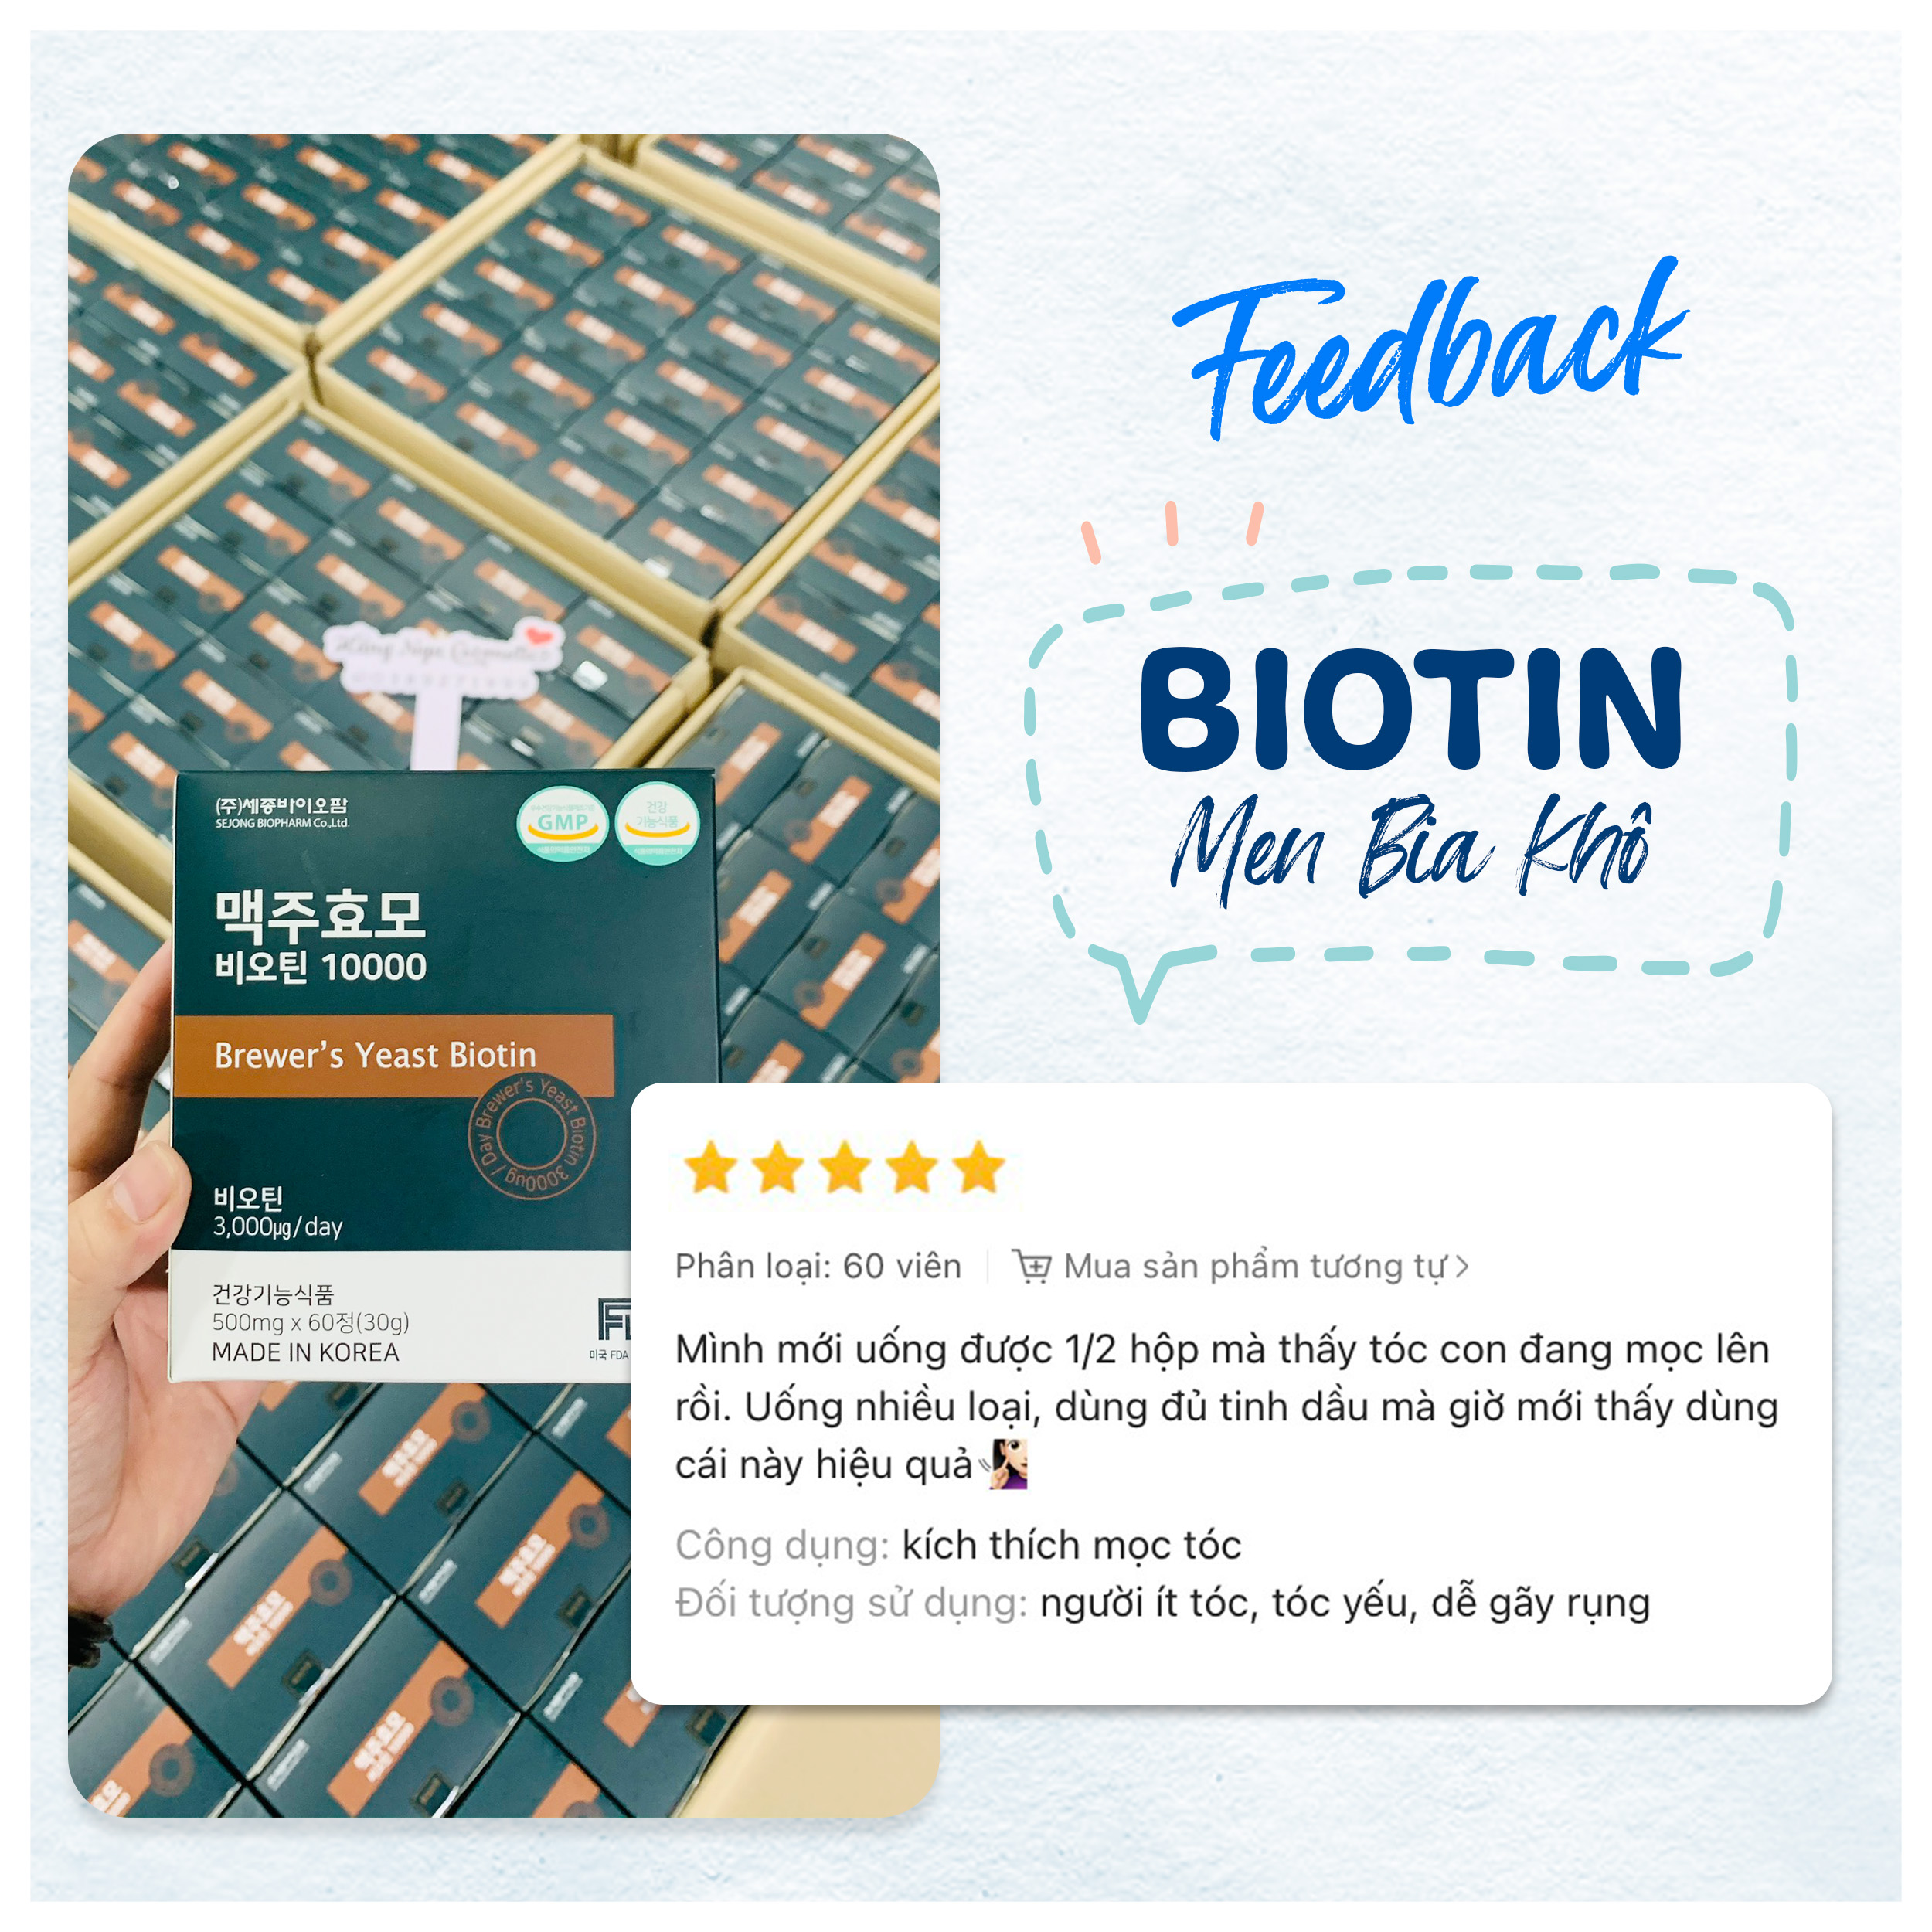 Feedback
BIOTIN
Men Bia Khô
(주)세종바이오팜
SEJONG BIOPHARM Co.,Ltd.
GMP
건강
기능식품
맥주효모
비오틴 10000
Brewer's Yeast Biotin
Brewer's Yeast Biotin 3000μg / Day
비오틴
3,000μg/day
건강기능식품
500mg x 60정(30g)
MADE IN KOREA
미국 FDA
Phân loại: 60 viên
Mua sản phẩm tương tự
Mình mới uống được 1/2 hộp mà thấy tóc con đang mọc lên
rồi. Uống nhiều loại, dùng đủ tinh dầu mà giờ mới thấy dùng
cái này hiệu quả
Công dụng: kích thích mọc tóc
Đối tượng sử dụng: người ít tóc, tóc yếu, dễ gãy rụng